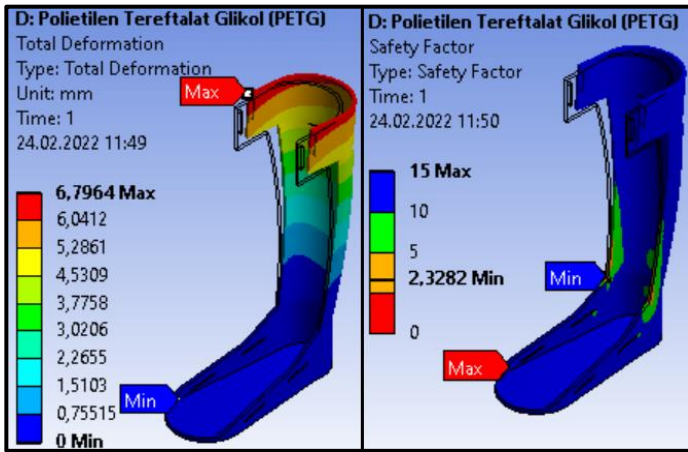 D: Polietilen Tereftalat Glikol (PETG)
Total Deformation
Type: Total Deformation
Unit: mm
Time: 1
24.02.2022 11:49
Max
6,7964 Max
6,0412
5,2861
4,5309
3,7758
3,0206
2,2655
1,5103
0,75515
0 Min
Min
D: Polietilen Tereftalat Glikol (PETG)
Safety Factor
Type: Safety Factor
Time: 1
24.02.2022 11:50
15 Max
10
5
2,3282 Min
0
Min
Max